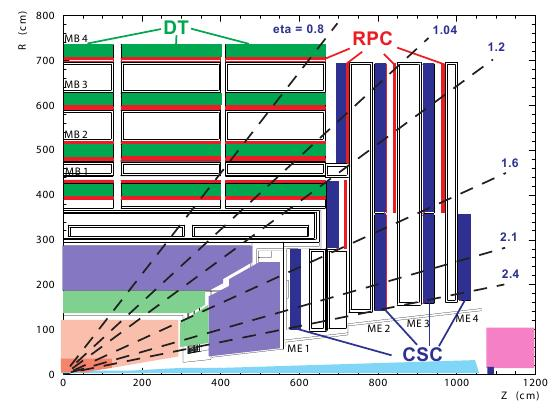 R (cm)
800
700
600
500
400
300
200
100
0
MB 4
MB 3
MB 2
MB 1
DT
eta = 0.8
RPC
1.04
1.2
1.6
2.1
2.4
ME 1
ME 2
ME 3
ME 4
CSC
0
200
400
600
800
1000
1200
Z (cm)